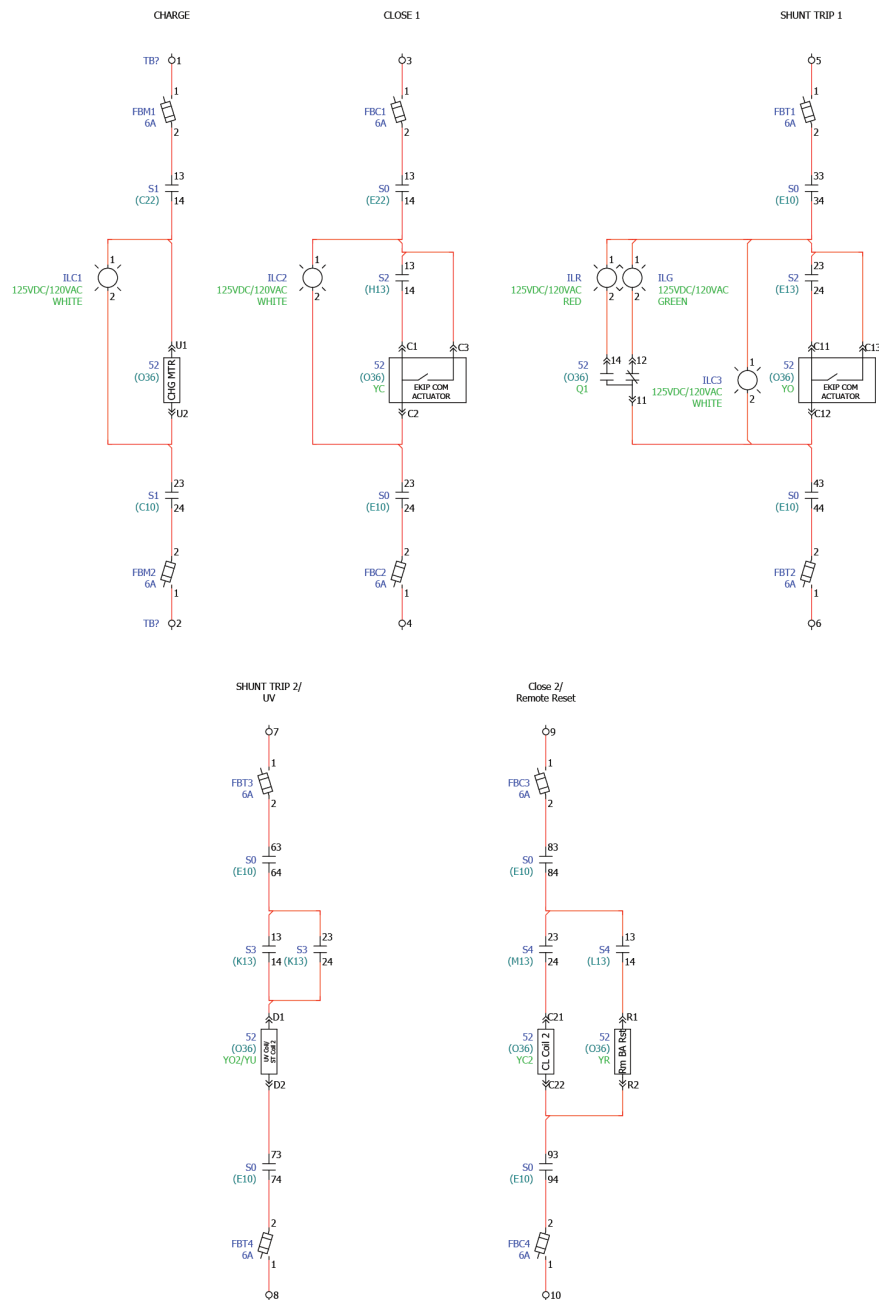 CHARGE
TB? 1
1
FBM1
6A
2
13
S1
(C22) 14
1
ILC1
125VDC/120VAC
WHITE
2
U1
52
(O36)
CHG MTR
U2
23
S1
(C10) 24
2
FBM2
6A
1
TB? 2
CLOSE 1
3
1
FBC1
6A
2
13
S0
(E22) 14
1
ILC2
125VDC/120VAC
WHITE
2
13
S2
(H13) 14
C1 C3
52
(O36)
YC
EKIP COM
ACTUATOR
C2
23
S0
(E10) 24
2
FBC2
6A
1
4
SHUNT TRIP 1
5
1
FBT1
6A
2
33
S0
(E10) 34
1 1
ILR ILG
125VDC/120VAC 125VDC/120VAC
RED GREEN
2 2
14 12
52
(O36)
Q1
11
1
ILC3
125VDC/120VAC
WHITE
2
23
S2
(E13) 24
C11 C13
52
(O36)
YO
EKIP COM
ACTUATOR
C12
43
S0
(E10) 44
2
FBT2
6A
1
6
SHUNT TRIP 2/
UV
7
1
FBT3
6A
2
63
S0
(E10) 64
13 23
S3 S3
(K13) 14 (K13) 24
D1
52
(O36)
YO2/YU
UV Coil/
ST Coil 2
D2
73
S0
(E10) 74
2
FBT4
6A
1
8
Close 2/
Remote Reset
9
1
FBC3
6A
2
83
S0
(E10) 84
23 13
S4 S4
(M13) 24 (L13) 14
C21 R1
52 52
(O36) (O36)
YC2 YR
CL Coil 2
Rm BA Rst
C22 R2
93
S0
(E10) 94
2
FBC4
6A
1
10